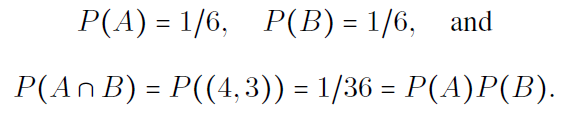 P(A) = 1/6, P(B) = 1/6, and
P(A ∩ B) = P((4, 3)) = 1/36 = P(A)P(B).